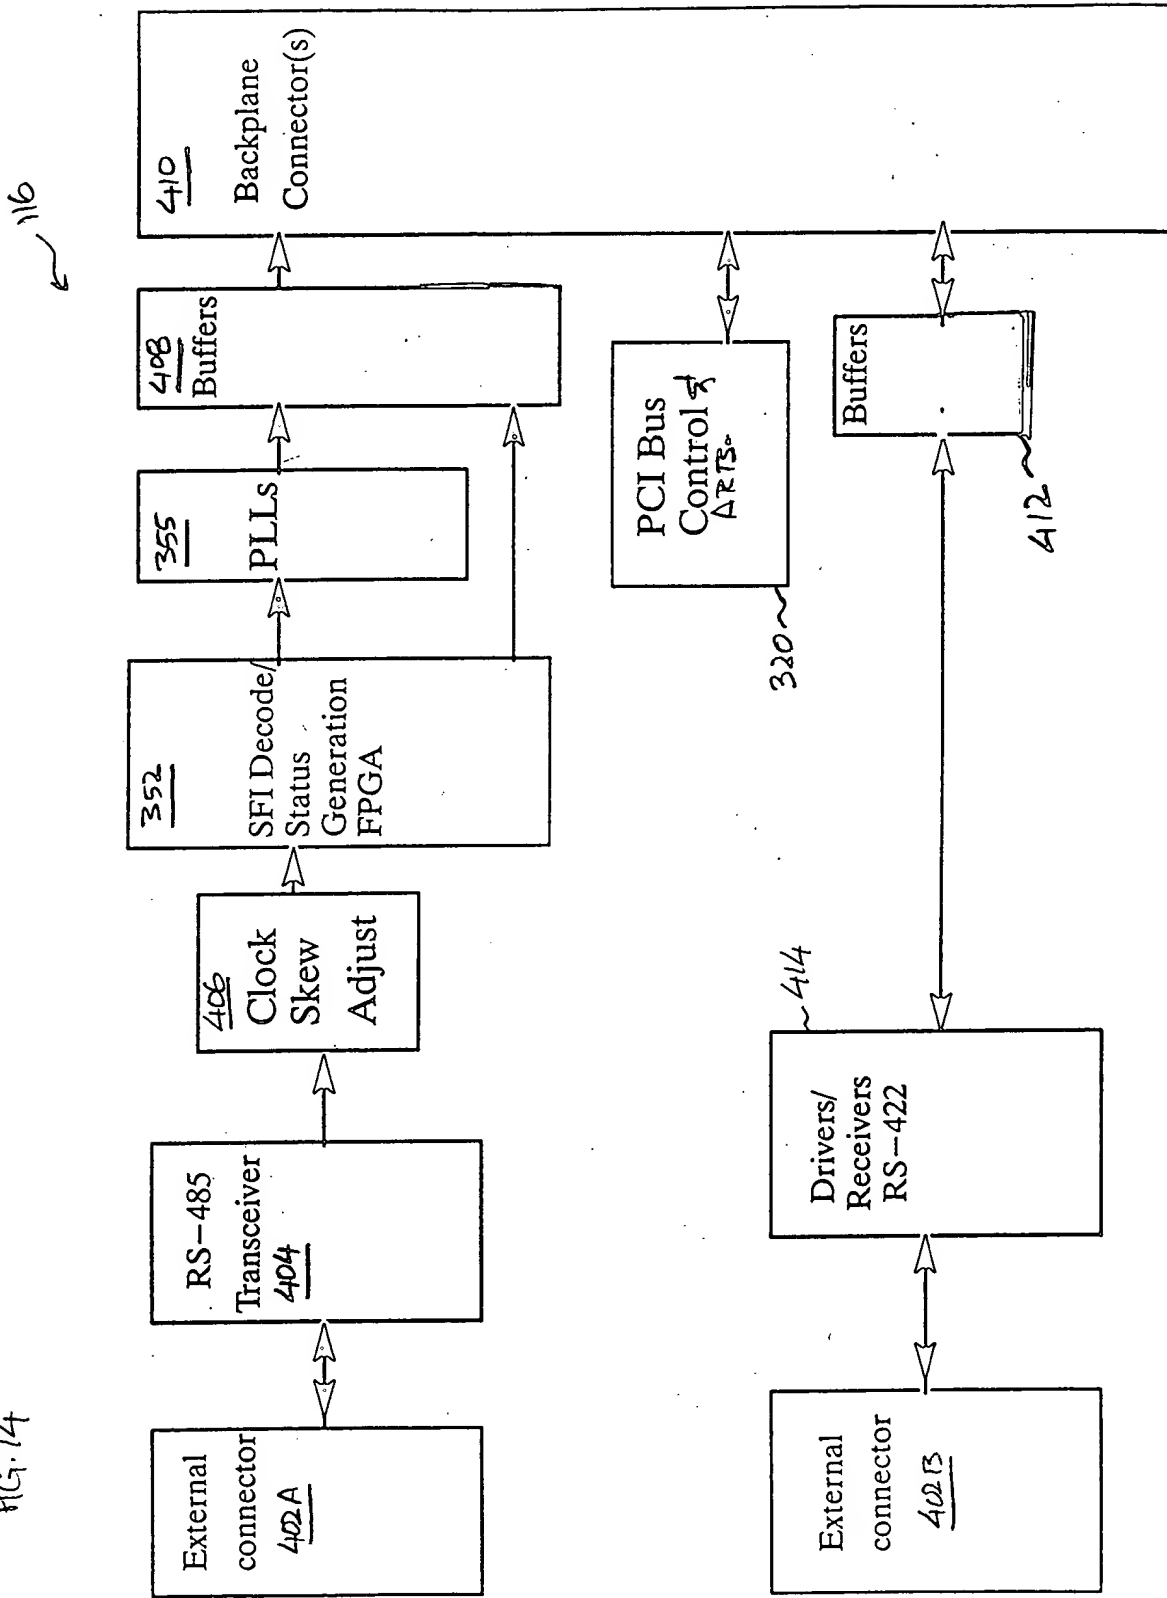 FIG. 14
116
External
connector
402A
RS-485
Transceiver
404
406
Clock
Skew
Adjust
352
SFI Decode/
Status
Generation
FPGA
355
PLLs
408
Buffers
410
Backplane
Connector(s)
PCI Bus
Control &
ARTS.
320
Buffers
412
414
Drivers/
Receivers
RS-422
External
connector
402B